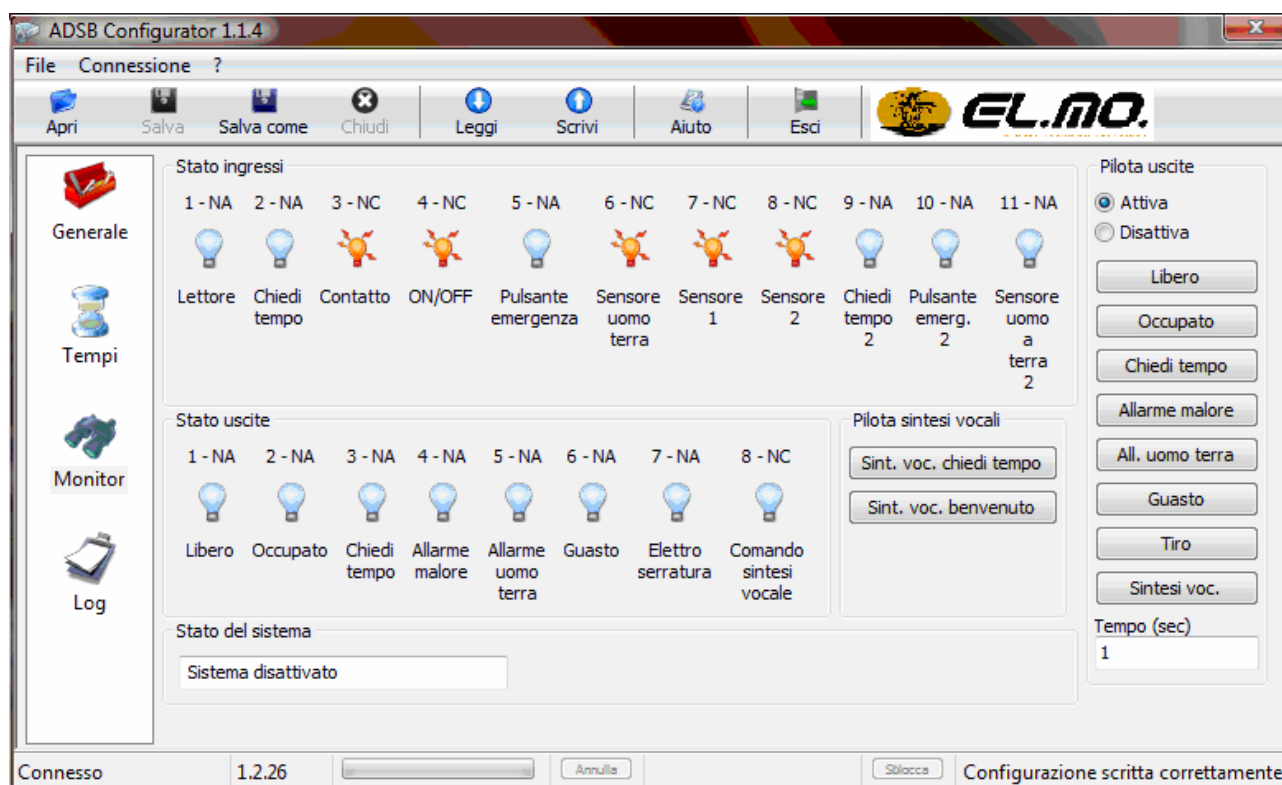 ADSB Configurator 1.1.4
File Connessione ?
Apri Salva Salva come Chiudi Leggi Scrivi Aiuto Esci EL.MO.
Generale
Tempi
Monitor
Log
Stato ingressi
1 - NA 2 - NA 3 - NC 4 - NC 5 - NA 6 - NC 7 - NC 8 - NC 9 - NA 10 - NA 11 - NA
Lettore Chiedi Contatto ON/OFF Pulsante Sensore Sensore Sensore Chiedi Pulsante Sensore
tempo emergenza uomo 1 2 tempo emerg. uomo
terra 2 2 a
terra
2
Stato uscite
1 - NA 2 - NA 3 - NA 4 - NA 5 - NA 6 - NA 7 - NA 8 - NC
Libero Occupato Chiedi Allarme Allarme Guasto Elettro Comando
tempo malore uomo serratura sintesi
terra vocale
Pilota sintesi vocali
Sint. voc. chiedi tempo
Sint. voc. benvenuto
Stato del sistema
Sistema disattivato
Pilota uscite
Attiva
Disattiva
Libero
Occupato
Chiedi tempo
Allarme malore
All. uomo terra
Guasto
Tiro
Sintesi voc.
Tempo (sec)
1
Connesso 1.2.26 Annulla Sblocca Configurazione scritta correttamente